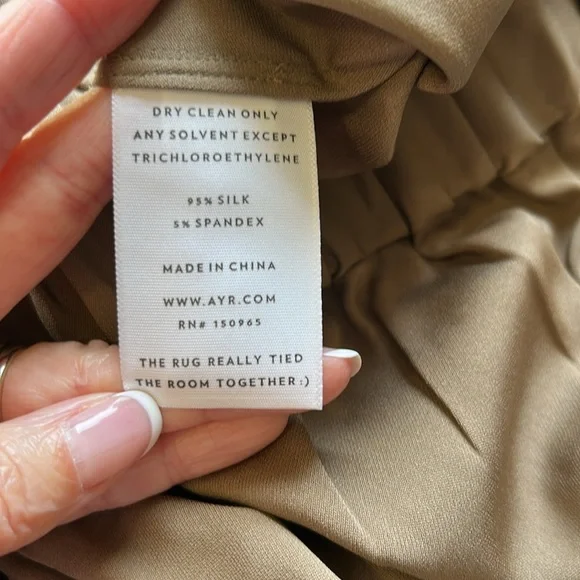 DRY CLEAN ONLY
ANY SOLVENT EXCEPT
TRICHLOROETHYLENE
95% SILK
5% SPANDEX
MADE IN CHINA
WWW.AYR.COM
RN# 150965
THE RUG REALLY TIED
THE ROOM TOGETHER :)